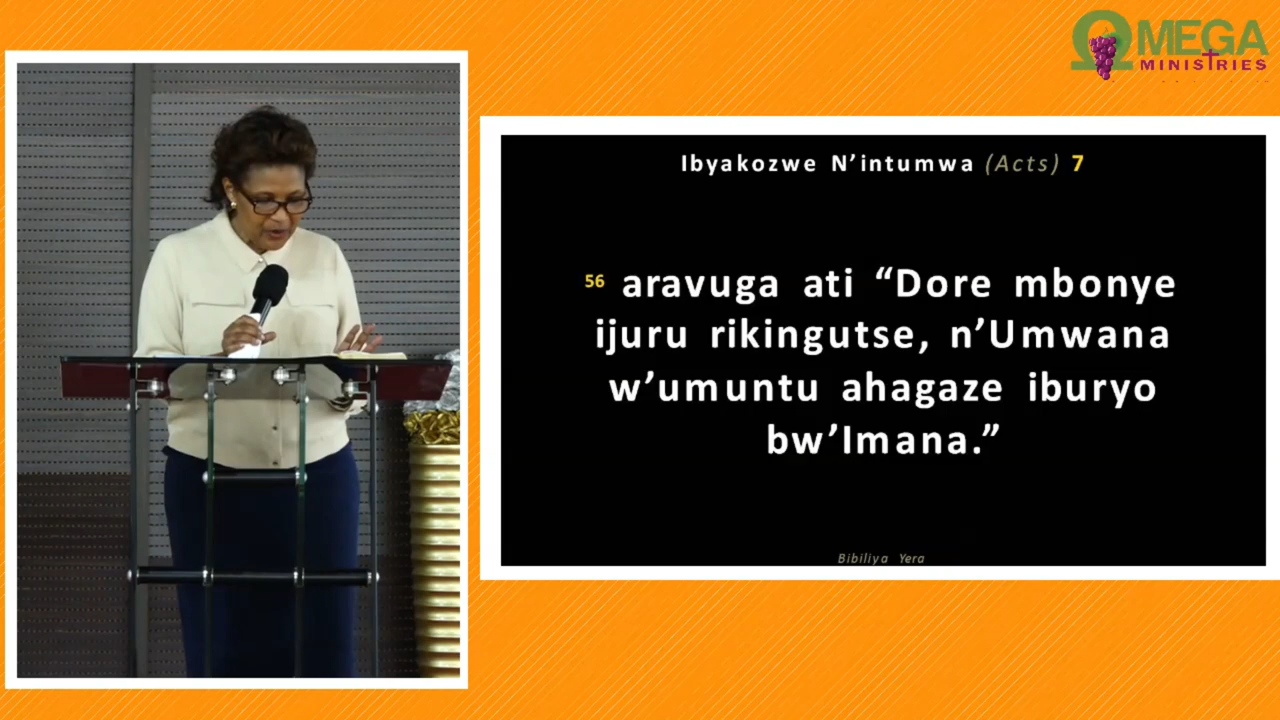 ΩMEGA
MINISTRIES
Ibyakozwe N’intumwa (Acts) 7
56 aravuga ati “Dore mbonye
ijuru rikingutse, n’Umwana
w’umuntu ahagaze iburyo
bw’Imana.”
Bibiliya Yera